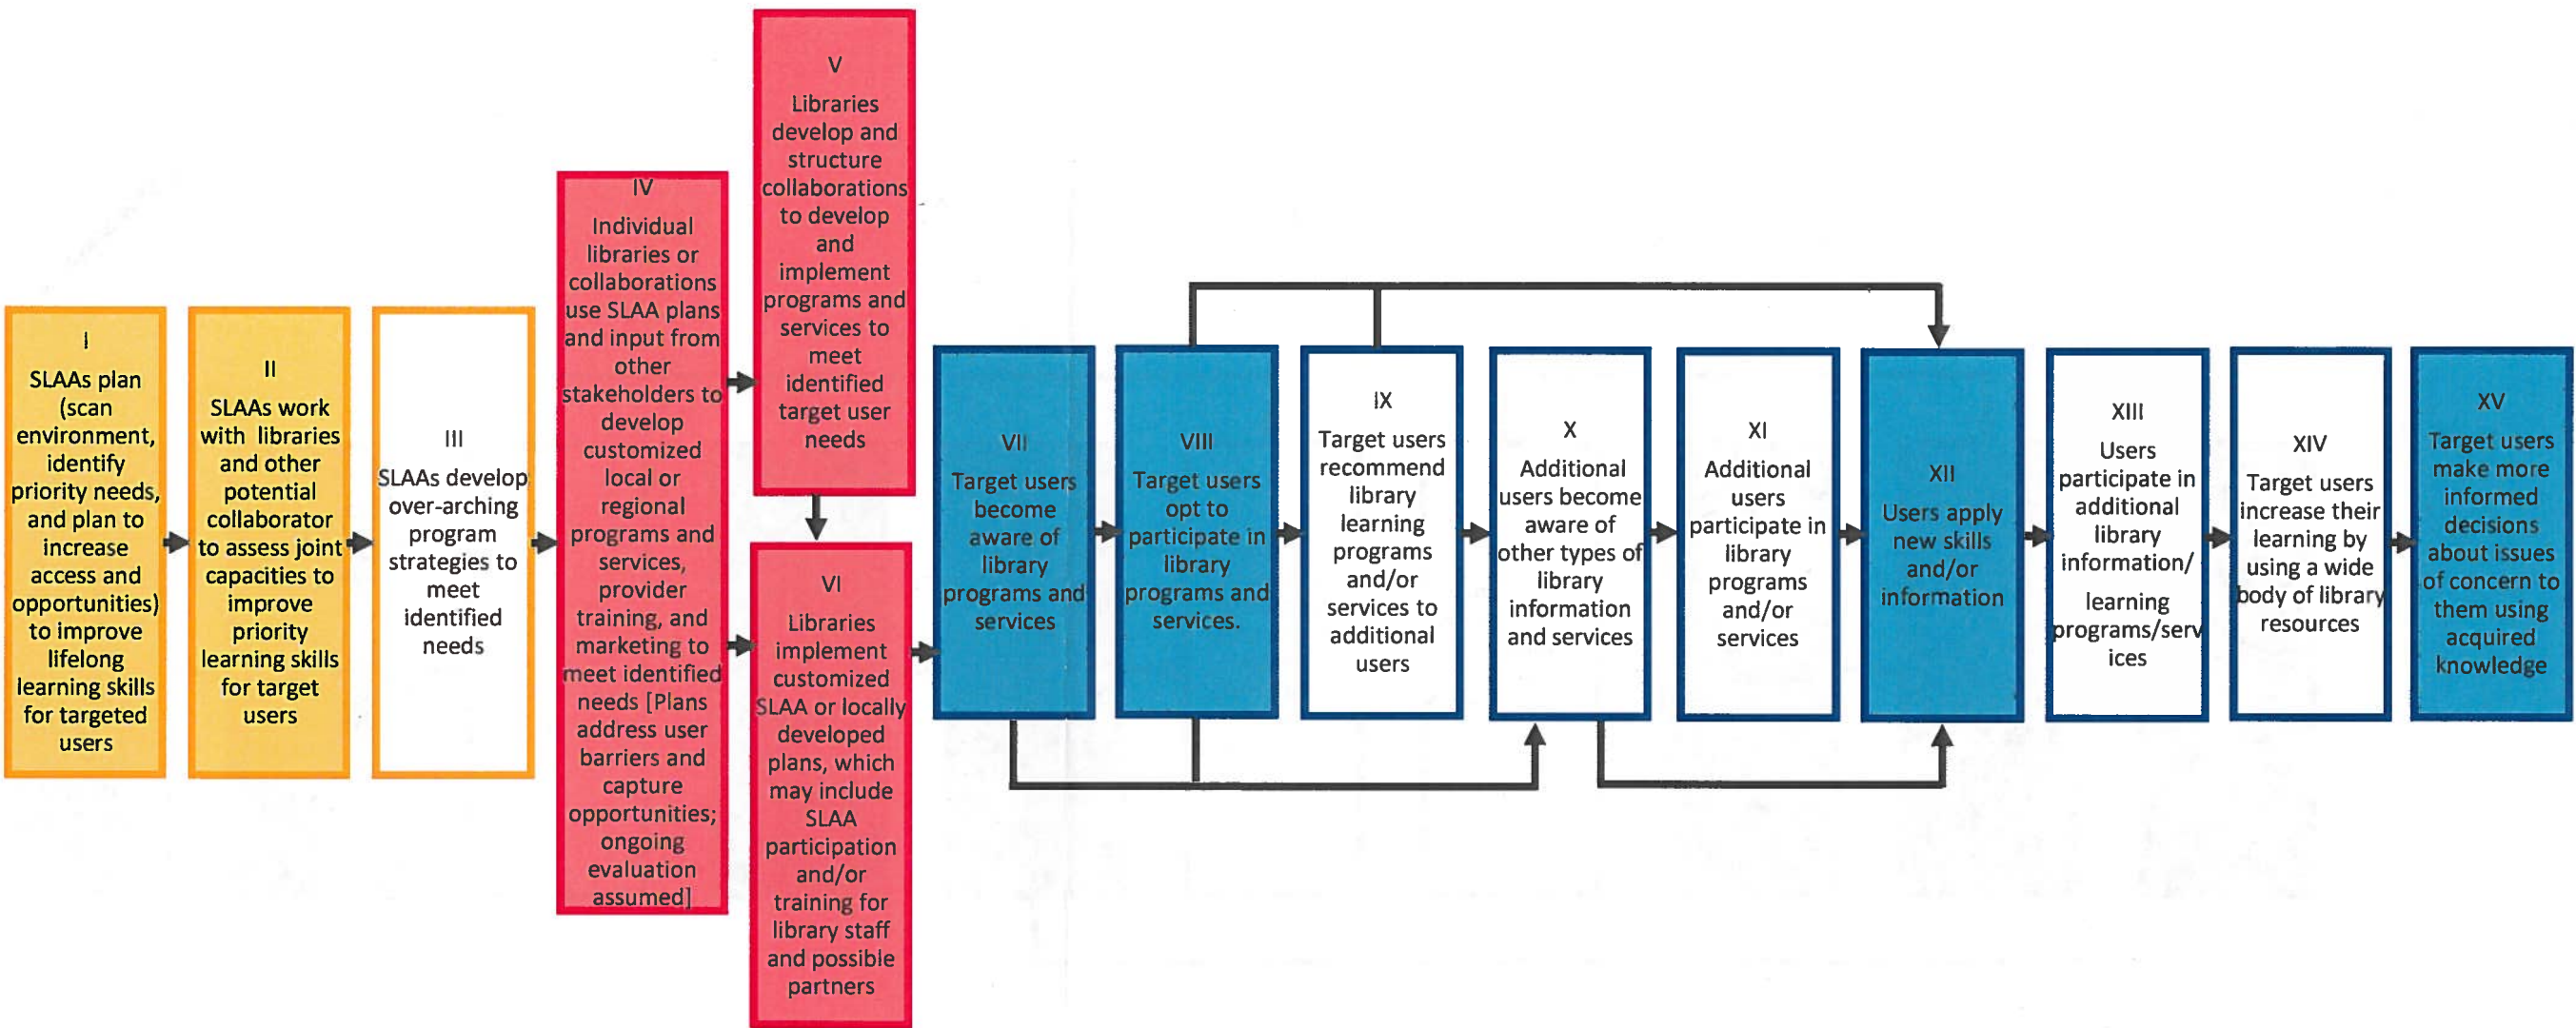 I
SLAAs plan
(scan
environment,
identify
priority needs,
and plan to
increase
access and
opportunities)
to improve
lifelong
learning skills
for targeted
users
II
SLAAs work
with libraries
and other
potential
collaborator
to assess joint
capacities to
improve
priority
learning skills
for target
users
III
SLAAs develop
over-arching
program
strategies to
meet
identified
needs
IV
Individual
libraries or
collaborations
use SLAA plans
and input from
other
stakeholders to
develop
customized
local or
regional
programs and
services,
provider
training, and
marketing to
meet identified
needs [Plans
address user
barriers and
capture
opportunities;
ongoing
evaluation
assumed]
V
Libraries
develop and
structure
collaborations
to develop
and
implement
programs and
services to
meet
identified
target user
needs
VI
Libraries
implement
customized
SLAA or locally
developed
plans, which
may include
SLAA
participation
and/or
training for
library staff
and possible
partners
VII
Target users
become
aware of
library
programs and
services
VIII
Target users
opt to
participate in
library
programs and
services.
IX
Target users
recommend
library
learning
programs
and/or
services to
additional
users
X
Additional
users become
aware of
other types of
library
information
and services
XI
Additional
users
participate in
library
programs
and/or
services
XII
Users apply
new skills
and/or
information
XIII
Users
participate in
additional
library
information/
learning
programs/serv
ices
XIV
Target users
increase their
learning by
using a wide
body of library
resources
XV
Target users
make more
informed
decisions
about issues
of concern to
them using
acquired
knowledge